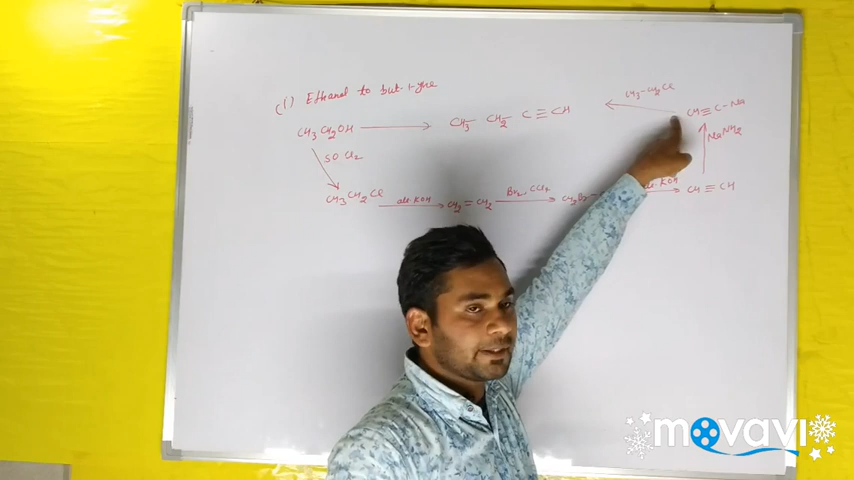 (1) Ethanol to but-1-yne
CH3-CH2Cl
CH3CH2OH ⟶ CH3-CH2-C≡CH ⟵ CH≡C-Na
SOCl2 NaNH2
CH3CH2Cl alc.KOH CH2=CH2 Br2,CCl4 CH2Br- alc.KOH CH≡CH
movavi